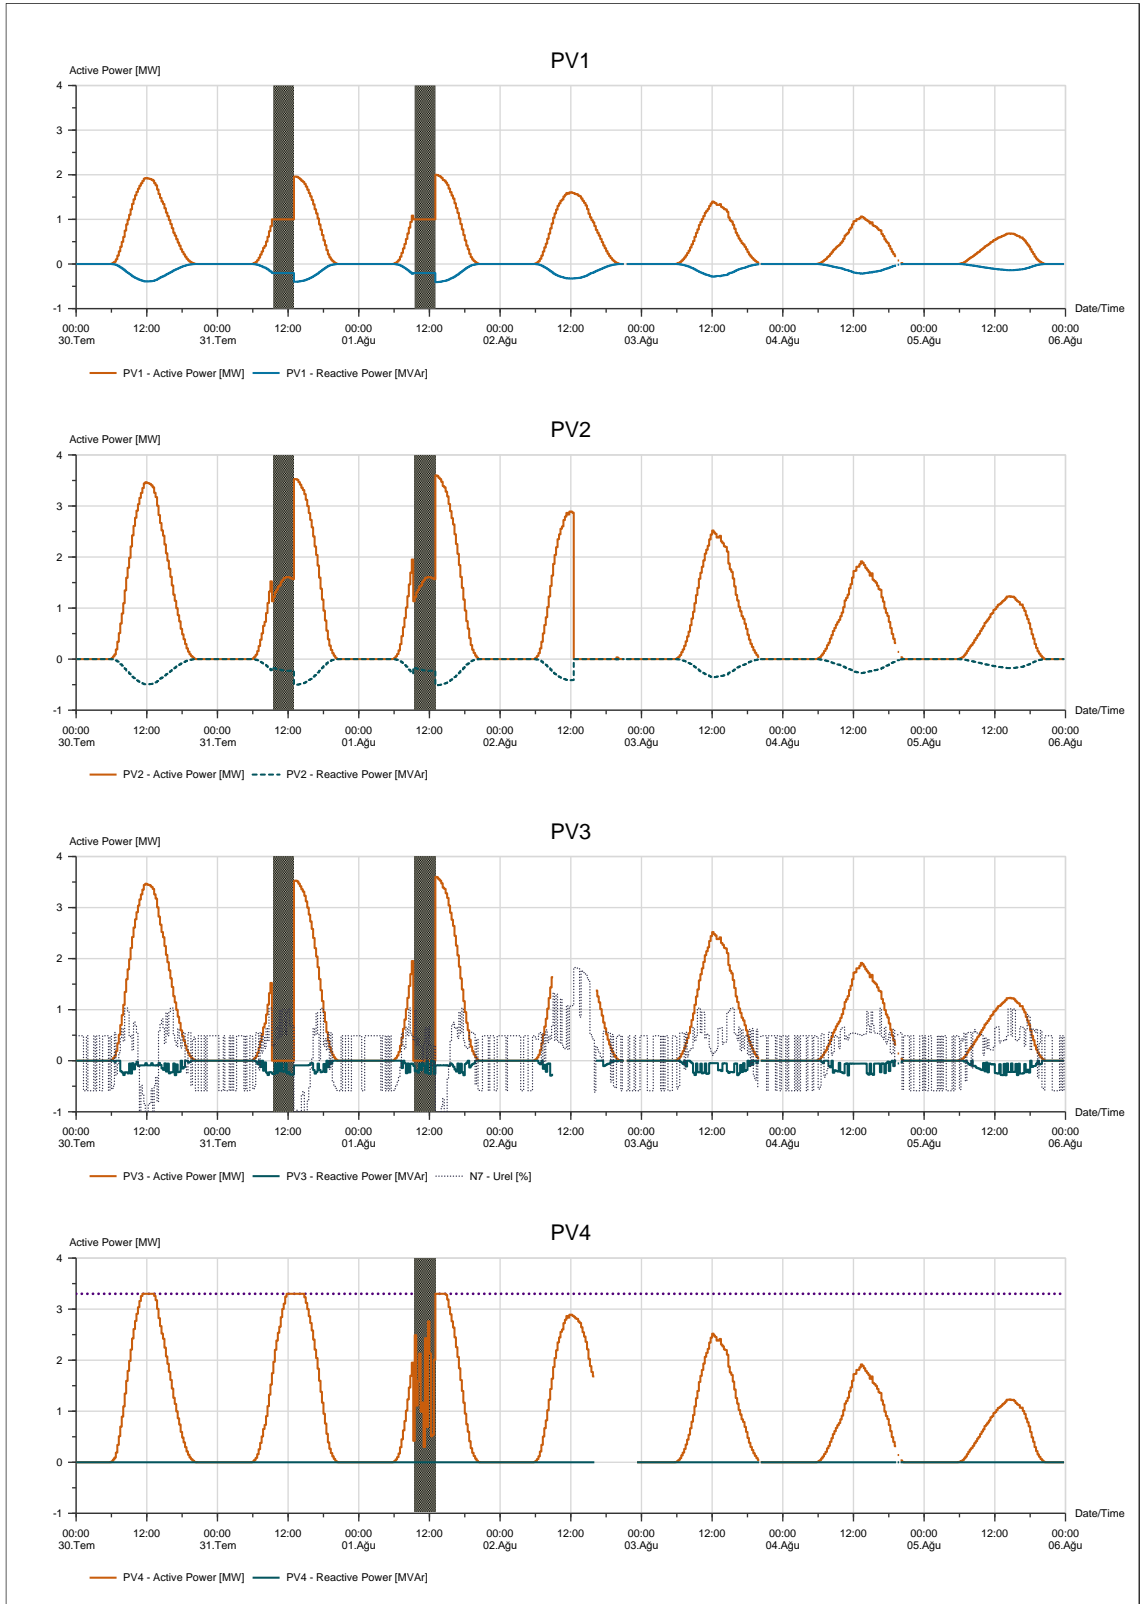 PV1
Active Power [MW]
4
3
2
1
0
-1
00:00 12:00 00:00 12:00 00:00 12:00 00:00 12:00 00:00 12:00 00:00 12:00 00:00 12:00 00:00
Date/Time
30.Tem 31.Tem 01.Ağu 02.Ağu 03.Ağu 04.Ağu 05.Ağu 06.Ağu
PV1 - Active Power [MW] PV1 - Reactive Power [MVAr]
PV2
Active Power [MW]
4
3
2
1
0
-1
00:00 12:00 00:00 12:00 00:00 12:00 00:00 12:00 00:00 12:00 00:00 12:00 00:00 12:00 00:00
Date/Time
30.Tem 31.Tem 01.Ağu 02.Ağu 03.Ağu 04.Ağu 05.Ağu 06.Ağu
PV2 - Active Power [MW] PV2 - Reactive Power [MVAr]
PV3
Active Power [MW]
4
3
2
1
0
-1
00:00 12:00 00:00 12:00 00:00 12:00 00:00 12:00 00:00 12:00 00:00 12:00 00:00 12:00 00:00
Date/Time
30.Tem 31.Tem 01.Ağu 02.Ağu 03.Ağu 04.Ağu 05.Ağu 06.Ağu
PV3 - Active Power [MW] PV3 - Reactive Power [MVAr] N7 - Urel [%]
PV4
Active Power [MW]
4
3
2
1
0
-1
00:00 12:00 00:00 12:00 00:00 12:00 00:00 12:00 00:00 12:00 00:00 12:00 00:00 12:00 00:00
Date/Time
30.Tem 31.Tem 01.Ağu 02.Ağu 03.Ağu 04.Ağu 05.Ağu 06.Ağu
PV4 - Active Power [MW] PV4 - Reactive Power [MVAr]